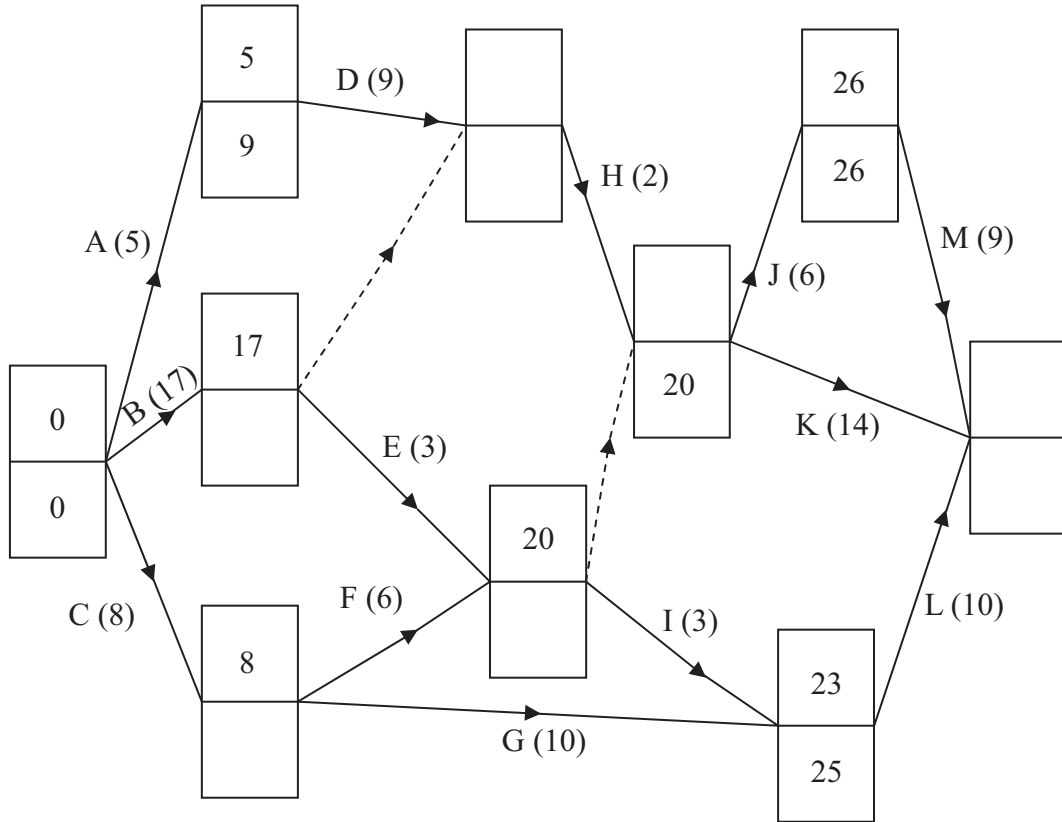 5
9
D (9)
26
26
H (2)
A (5)
M (9)
J (6)
17
20
B (17)
K (14)
0
0
E (3)
20
F (6)
C (8)
L (10)
I (3)
8
23
G (10)
25